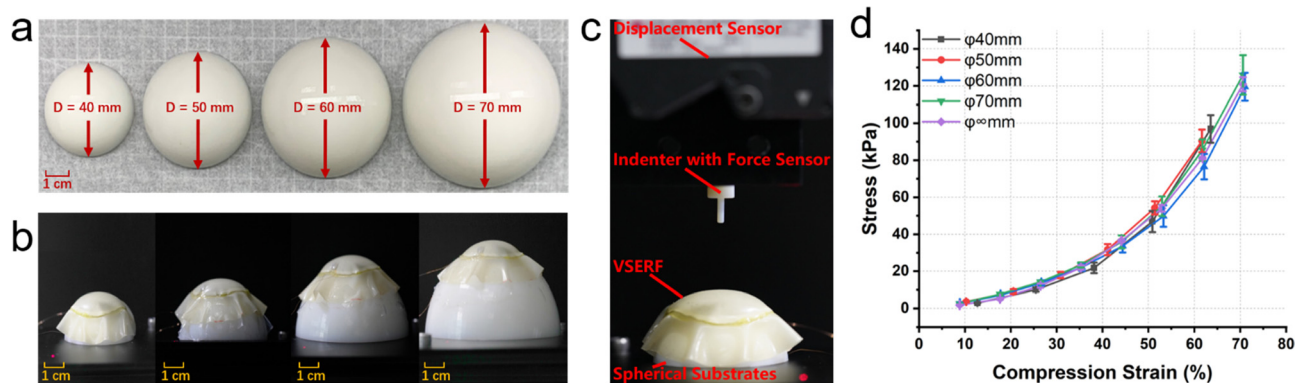 a
D = 40 mm
D = 50 mm
D = 60 mm
D = 70 mm
1 cm
b
1 cm
1 cm
1 cm
1 cm
c
Displacement Sensor
Indenter with Force Sensor
VSERF
Spherical Substrates
d
φ40mm
φ50mm
φ60mm
φ70mm
φ∞mm
Stress (kPa)
140
120
100
80
60
40
20
0
0 10 20 30 40 50 60 70 80
Compression Strain (%)